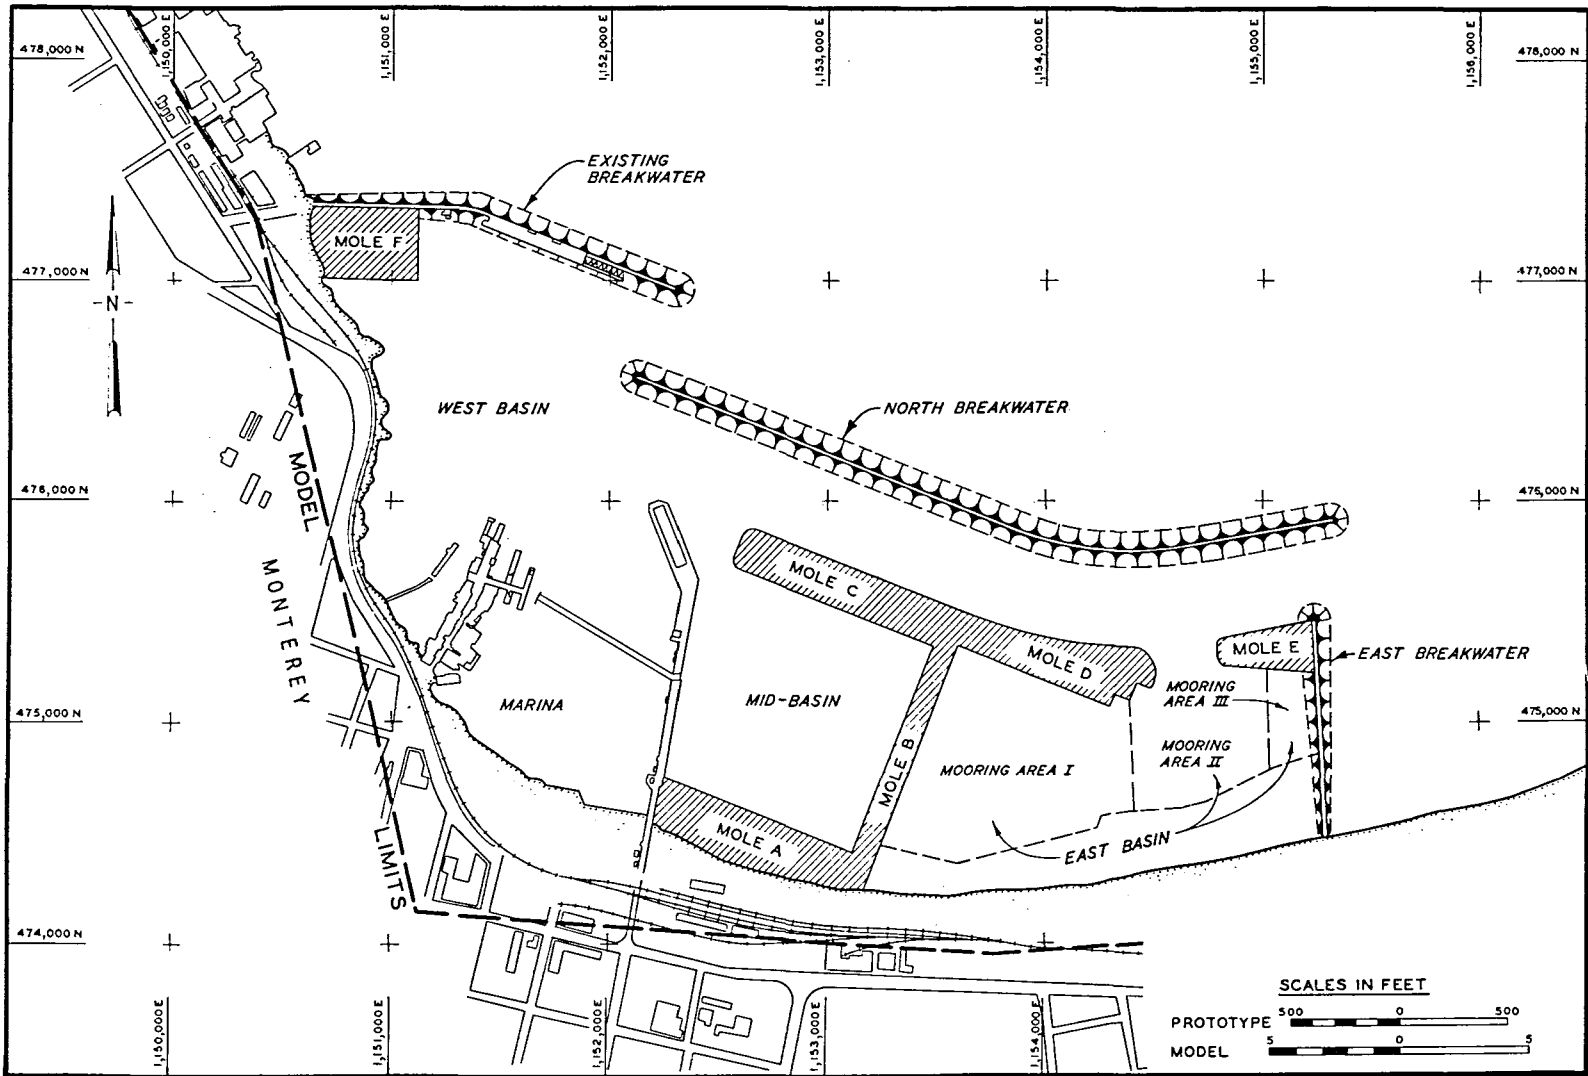 1,150,000 E
1,151,000 E
1,152,000 E
1,153,000 E
1,154,000 E
1,155,000 E
1,156,000 E
478,000 N
478,000 N
EXISTING
BREAKWATER
MOLE F
477,000 N
477,000 N
-N-
WEST BASIN
NORTH BREAKWATER
476,000 N
476,000 N
MODEL
LIMITS
MONTEREY
MOLE C
MOLE D
MOLE E
EAST BREAKWATER
MARINA
MID-BASIN
MOORING
AREA III
MOORING
AREA II
MOORING AREA I
475,000 N
475,000 N
MOLE B
MOLE A
EAST BASIN
474,000 N
1,150,000 E
1,151,000 E
1,152,000 E
1,153,000 E
1,154,000 E
SCALES IN FEET
PROTOTYPE 500 0 500
MODEL 5 0 5